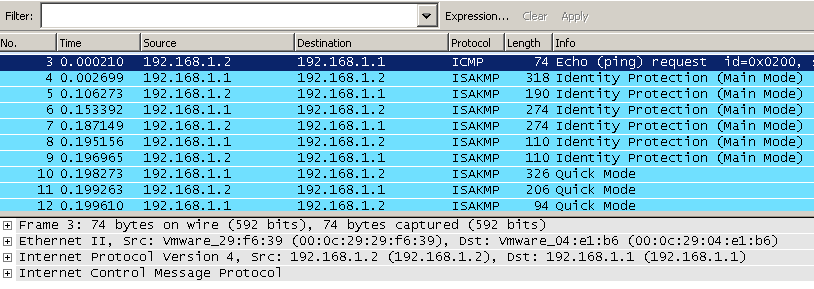 Filter: Expression... Clear Apply
No. Time Source Destination Protocol Length Info
3 0.000210 192.168.1.2 192.168.1.1 ICMP 74 Echo (ping) request id=0x0200,
4 0.002699 192.168.1.1 192.168.1.2 ISAKMP 318 Identity Protection (Main Mode)
5 0.106273 192.168.1.2 192.168.1.1 ISAKMP 190 Identity Protection (Main Mode)
6 0.153392 192.168.1.1 192.168.1.2 ISAKMP 274 Identity Protection (Main Mode)
7 0.187149 192.168.1.2 192.168.1.1 ISAKMP 274 Identity Protection (Main Mode)
8 0.195156 192.168.1.1 192.168.1.2 ISAKMP 110 Identity Protection (Main Mode)
9 0.196965 192.168.1.2 192.168.1.1 ISAKMP 110 Identity Protection (Main Mode)
10 0.198273 192.168.1.1 192.168.1.2 ISAKMP 326 Quick Mode
11 0.199263 192.168.1.2 192.168.1.1 ISAKMP 206 Quick Mode
12 0.199610 192.168.1.1 192.168.1.2 ISAKMP 94 Quick Mode
Frame 3: 74 bytes on wire (592 bits), 74 bytes captured (592 bits)
Ethernet II, Src: Vmware_29:f6:39 (00:0c:29:29:f6:39), Dst: Vmware_04:e1:b6 (00:0c:29:04:e1:b6)
Internet Protocol Version 4, Src: 192.168.1.2 (192.168.1.2), Dst: 192.168.1.1 (192.168.1.1)
Internet Control Message Protocol